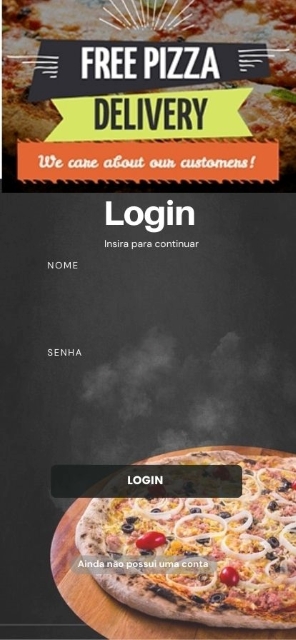 FREE PIZZA
DELIVERY
We care about our customers!
Login
Insira para continuar
NOME
SENHA
LOGIN
Ainda não possui uma conta